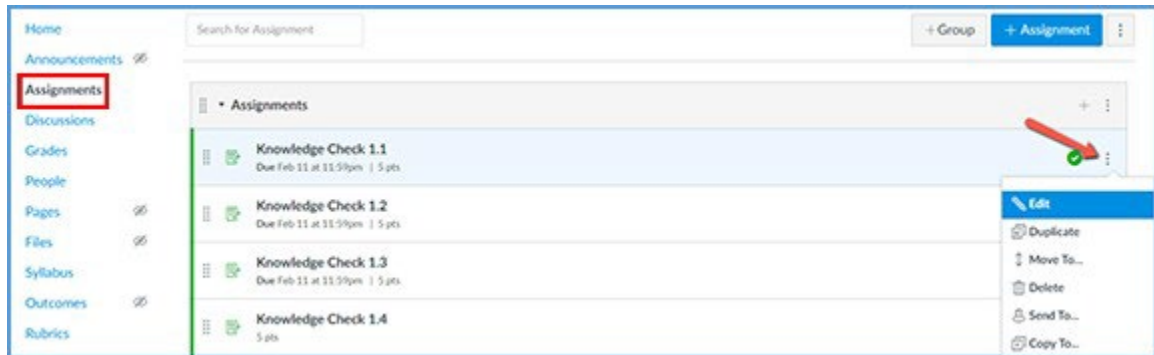 Home
Announcements
Assignments
Discussions
Grades
People
Pages
Files
Syllabus
Outcomes
Rubrics
Search for Assignment
+ Group
+ Assignment
Assignments
Knowledge Check 1.1
Due Feb 11 at 11:59pm | 5 pts
Knowledge Check 1.2
Due Feb 11 at 11:59pm | 5 pts
Knowledge Check 1.3
Due Feb 11 at 11:59pm | 5 pts
Knowledge Check 1.4
5 pts
Edit
Duplicate
Move To...
Delete
Send To...
Copy To...